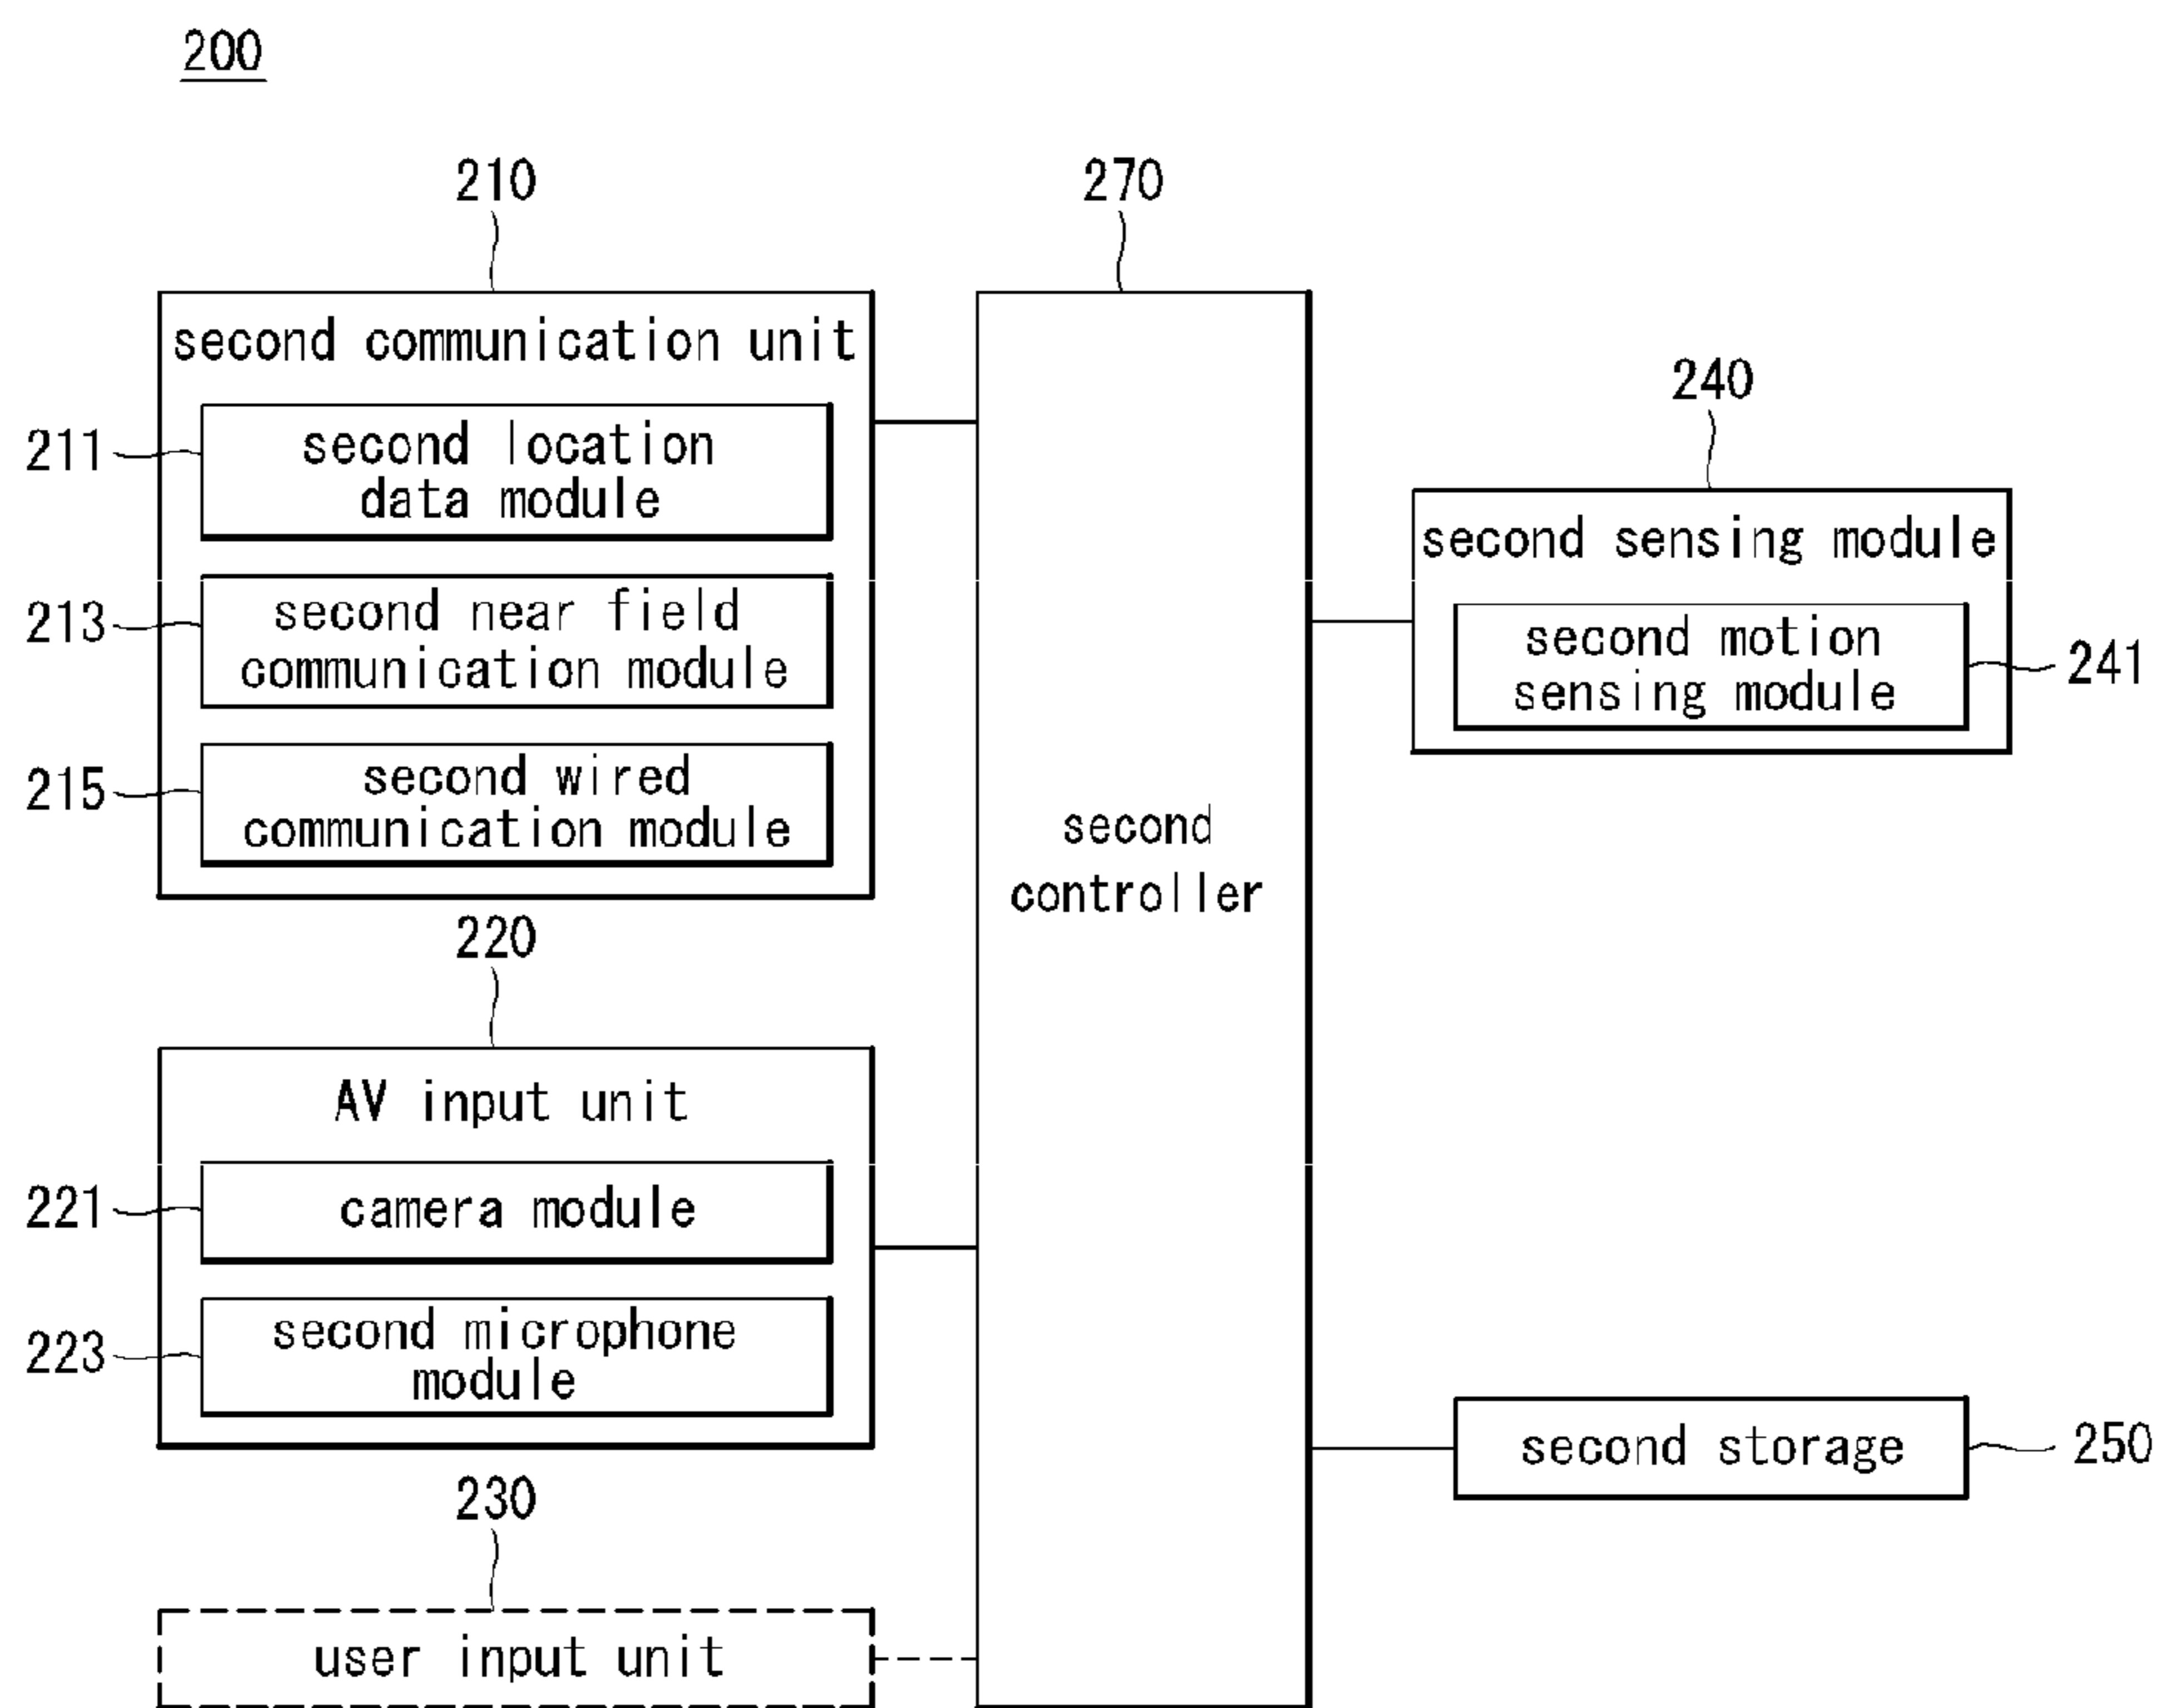 200
210
270
second communication unit
240
211
second location
data module
second sensing module
213
second near field
communication module
second motion
sensing module
241
215
second wired
communication module
second
controller
220
AV input unit
221
camera module
223
second microphone
module
second storage
250
230
user input unit